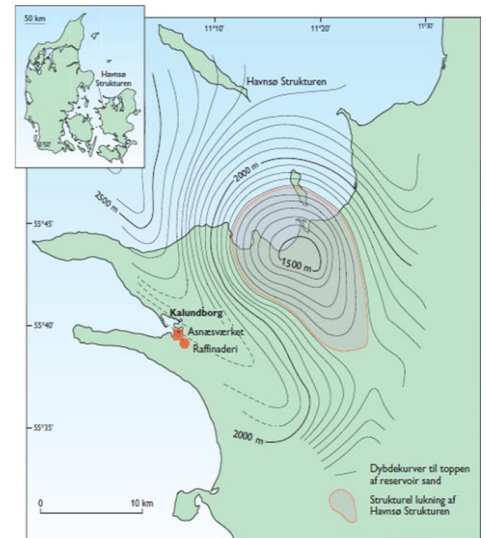 50 km
Havnsø
Strukturen
11°10'
11°20'
11°30'
Havnsø Strukturen
2000 m
2500 m
55°45'
1500 m
Kalundborg
55°40'
Asnæsværket
Raffinaderi
55°35'
2000 m
0
10 km
Dybdekurver til toppen
af reservoir sand
Strukturel lukning af
Havnsø Strukturen